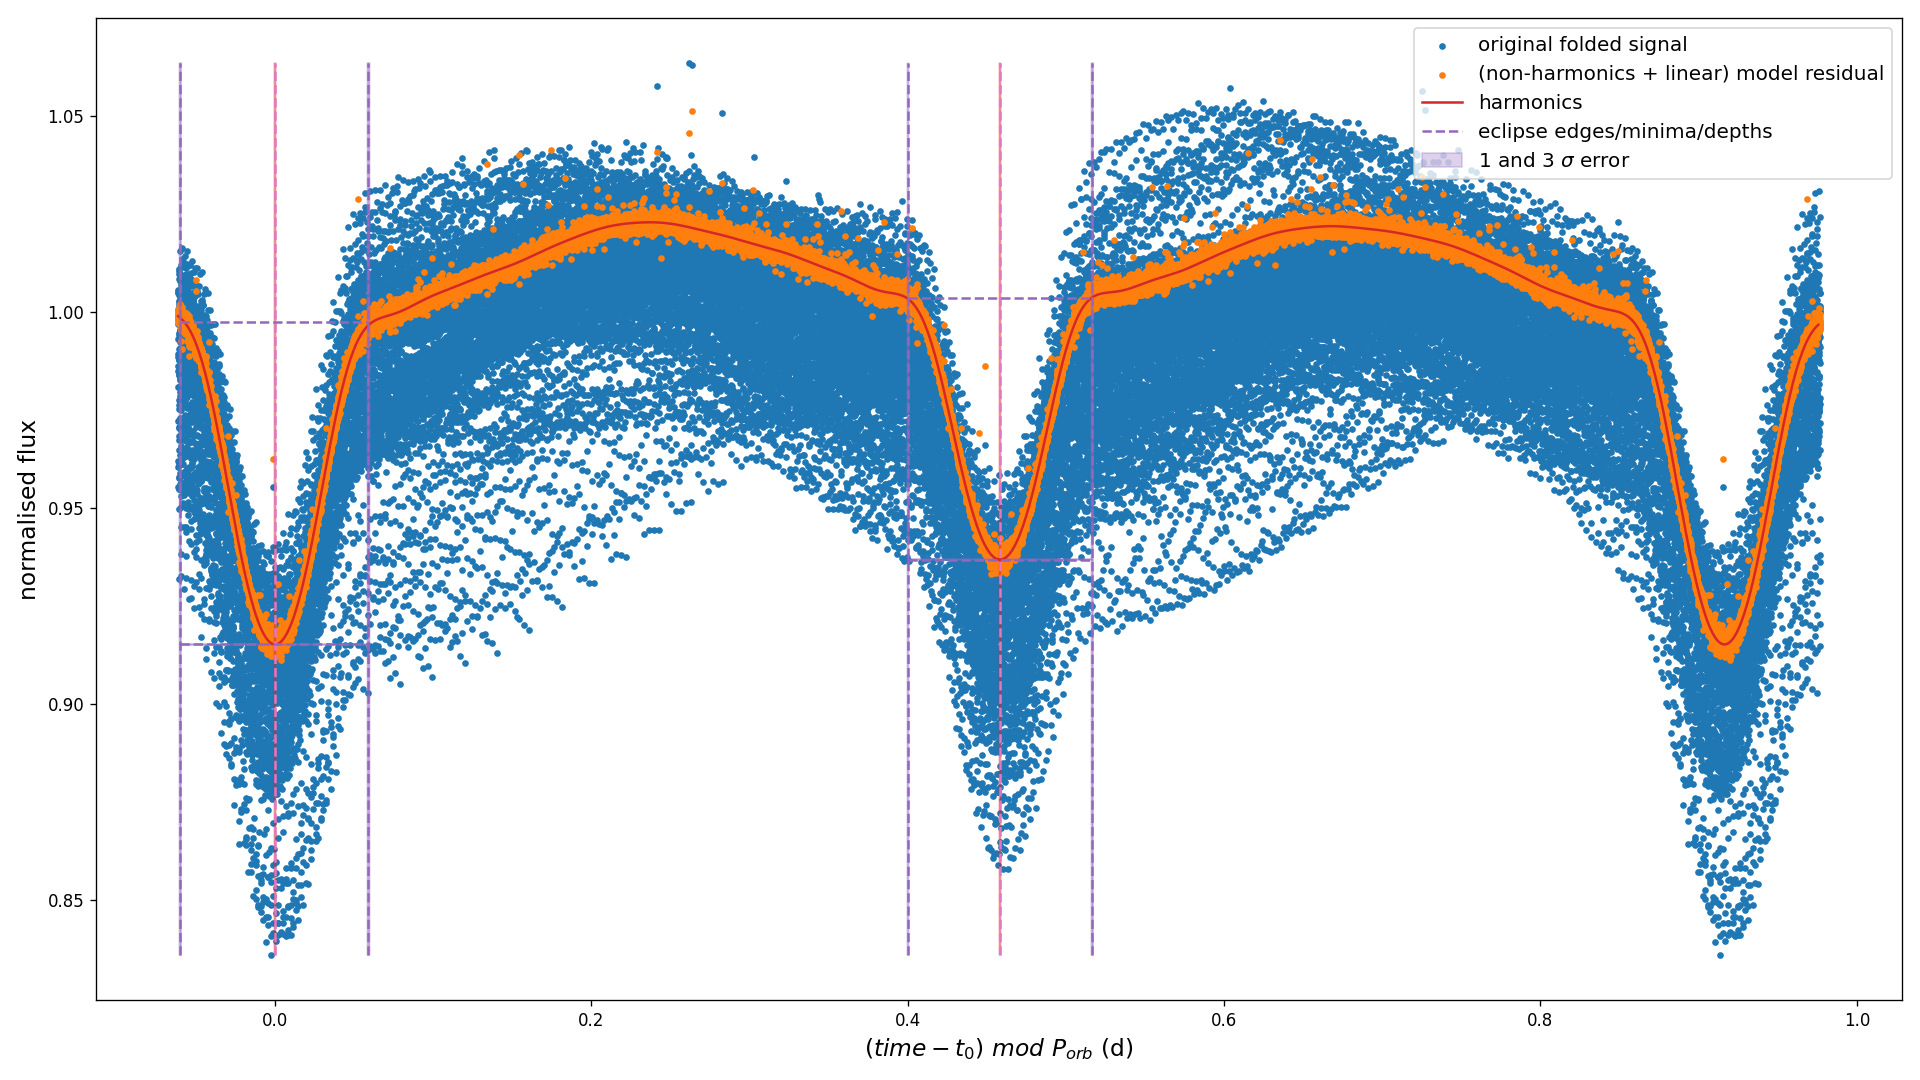 original folded signal
(non-harmonics + linear) model residual
harmonics
eclipse edges/minima/depths
1 and 3 σ error
normalised flux
1.05
1.00
0.95
0.90
0.85
0.0
0.2
0.4
0.6
0.8
1.0
(time − t₀) mod P_orb (d)